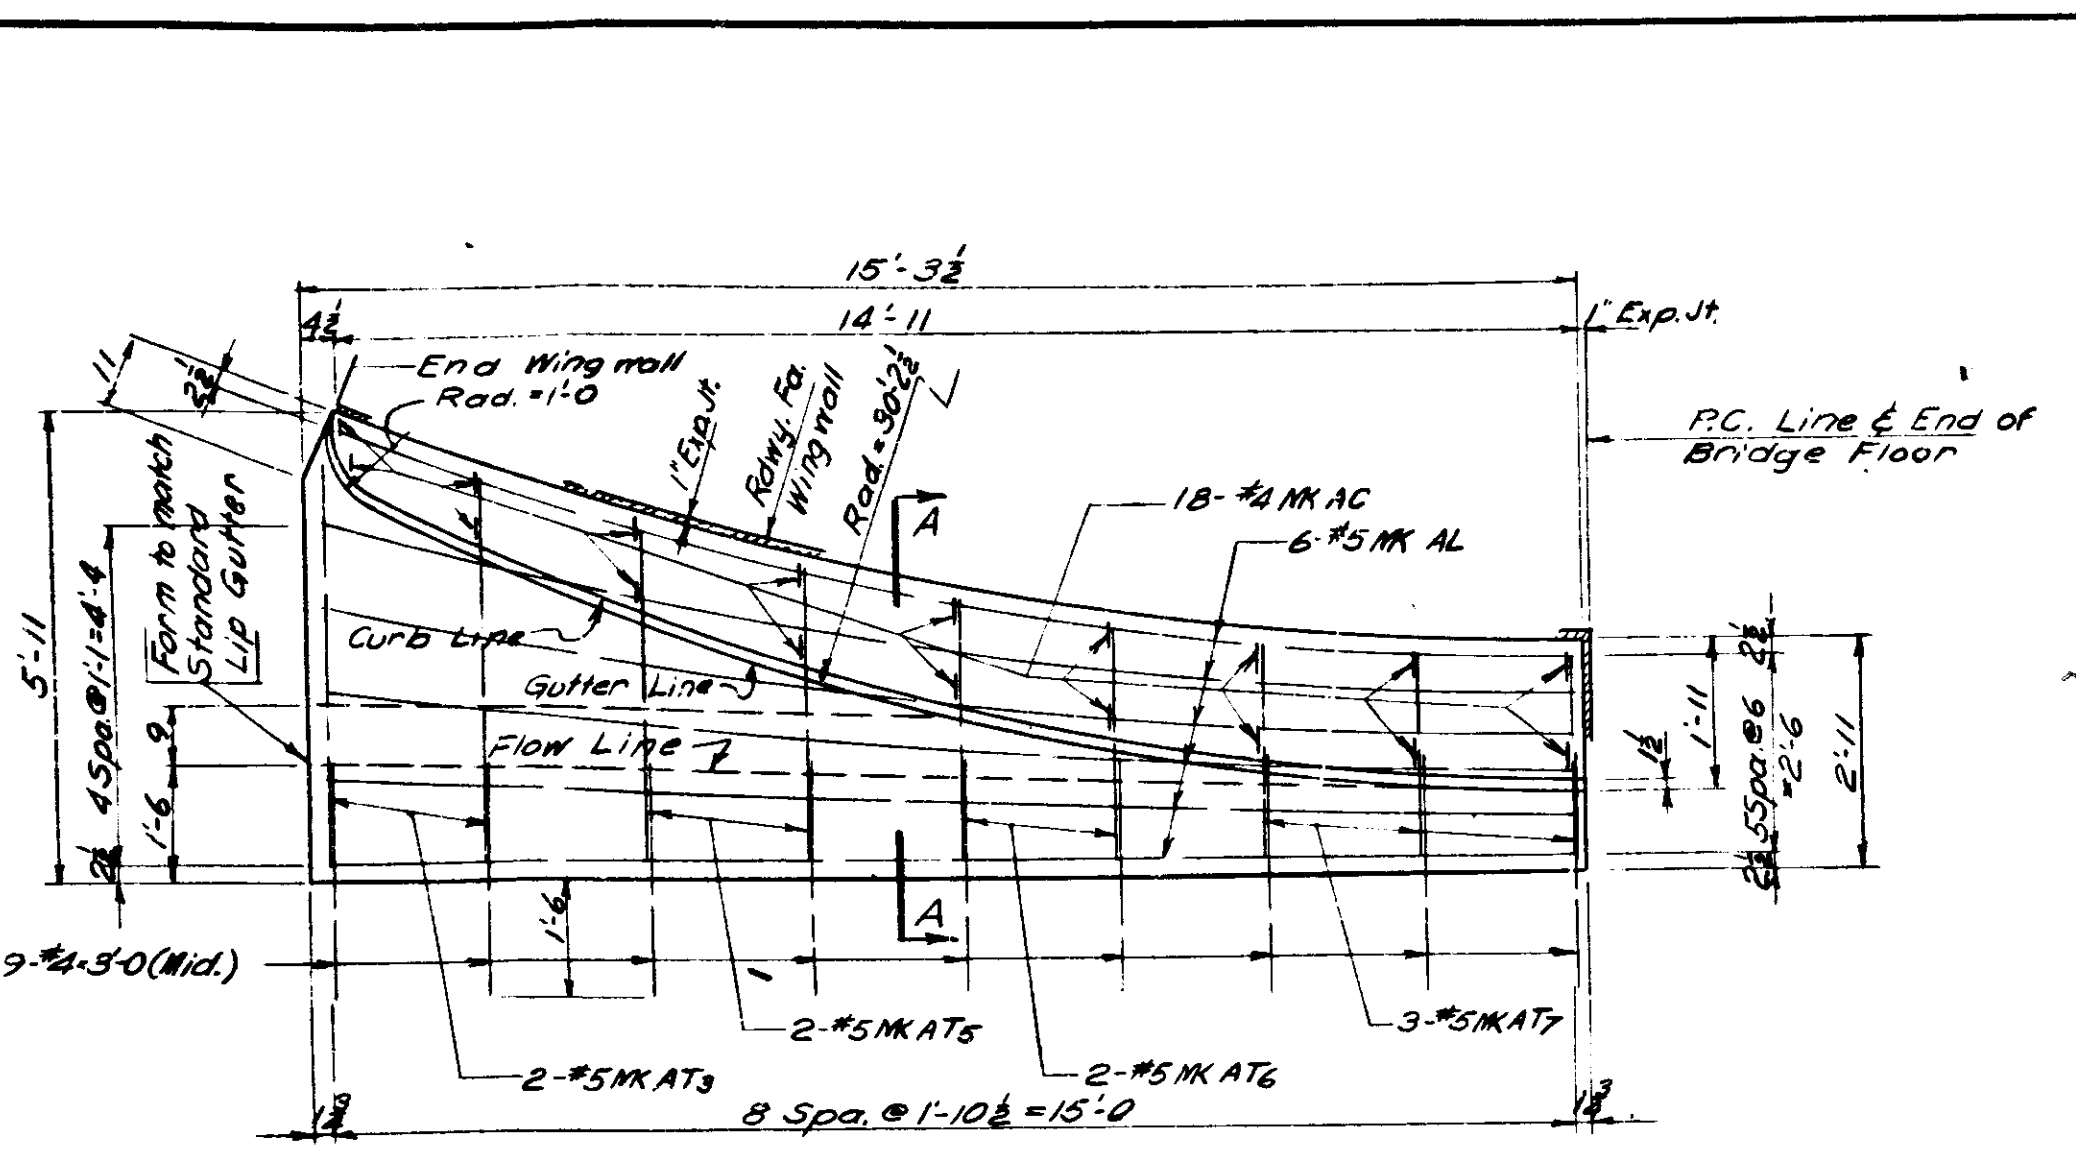 15'-3½
4½
14'-11
1" Exp. Jt.
11
2½
End Wingwall
Rad. = 1'-0
1" Exp. Jt.
Rdwy. Fa.
Wingwall
Rad. = 30'-2½
P.C. Line & End of
Bridge Floor
A
18-#4 MK AC
6-#5 MK AL
Form to match
Standard
Lip Gutter
5'-11
4 Spa. @ 1'-1 = 4'-4
2½
9
1'-6
Curb Line
Gutter Line
Flow Line
1½
1'-11
2½
5 Spa. @ 6
= 2'-6
2½
2'-11
1'-6
A
9-#4 × 3'-0 (Mid.)
2-#5 MK AT5
3-#5 MK AT7
2-#5 MK AT3
2-#5 MK AT6
1¾
8 Spa. @ 1'-10½ = 15'-0
1¾